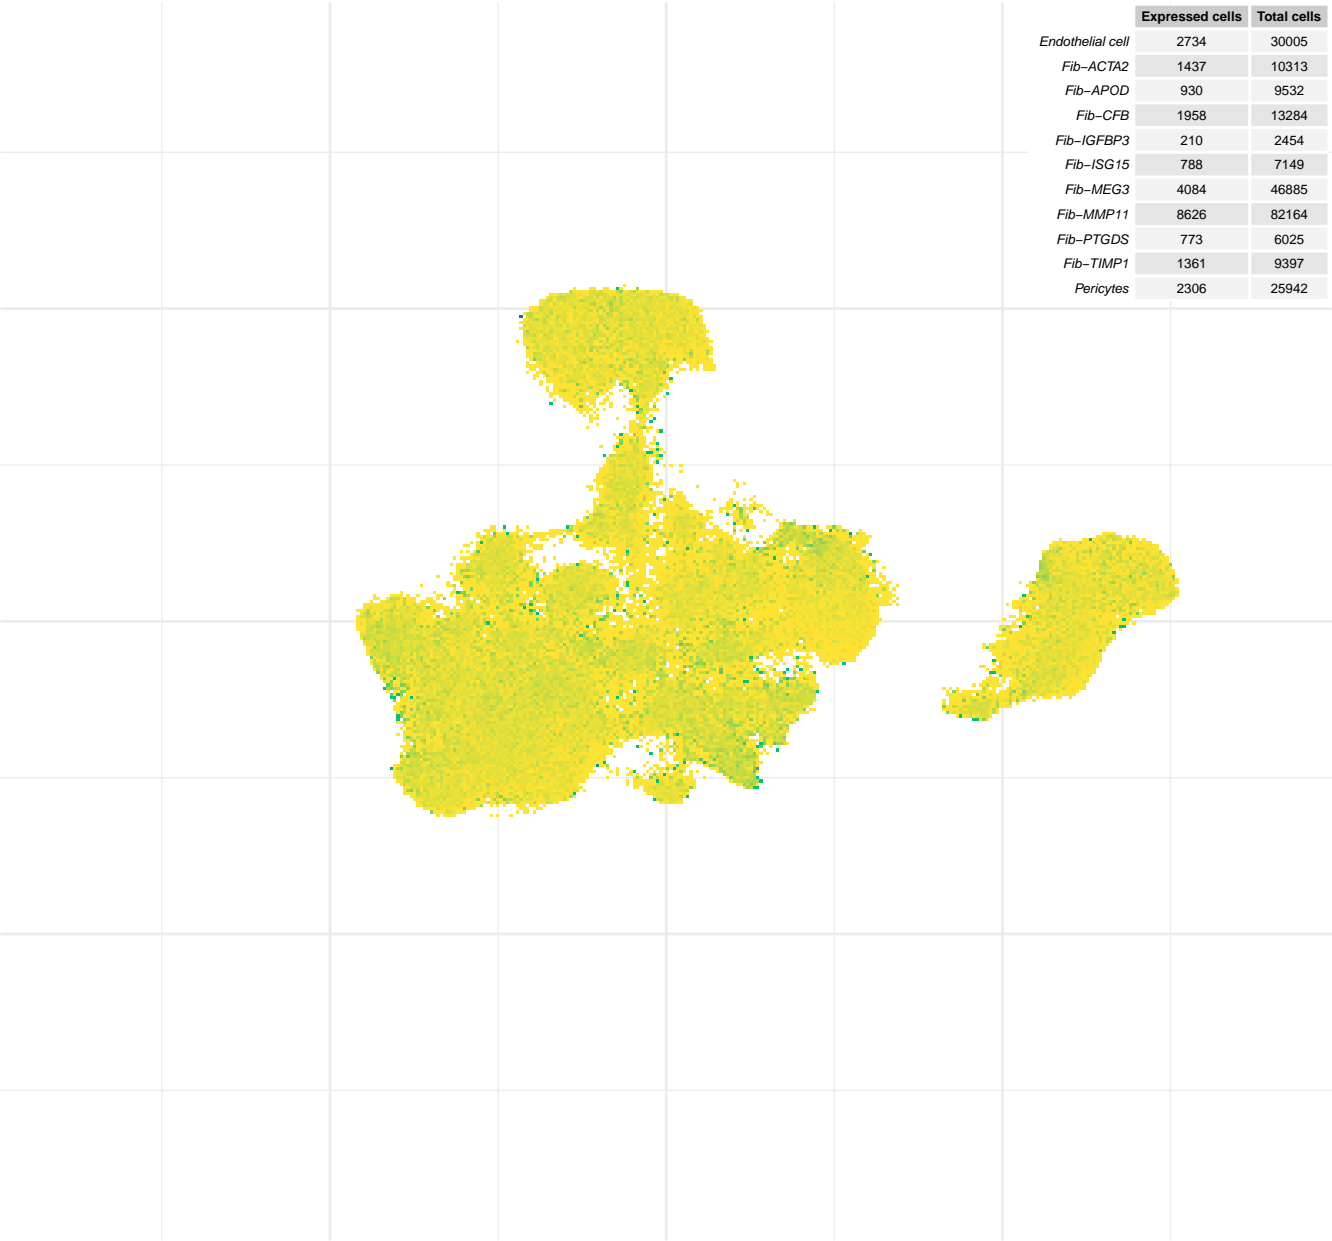 Expressed cells Total cells
Endothelial cell 2734 30005
Fib−ACTA2 1437 10313
Fib−APOD 930 9532
Fib−CFB 1958 13284
Fib−IGFBP3 210 2454
Fib−ISG15 788 7149
Fib−MEG3 4084 46885
Fib−MMP11 8626 82164
Fib−PTGDS 773 6025
Fib−TIMP1 1361 9397
Pericytes 2306 25942